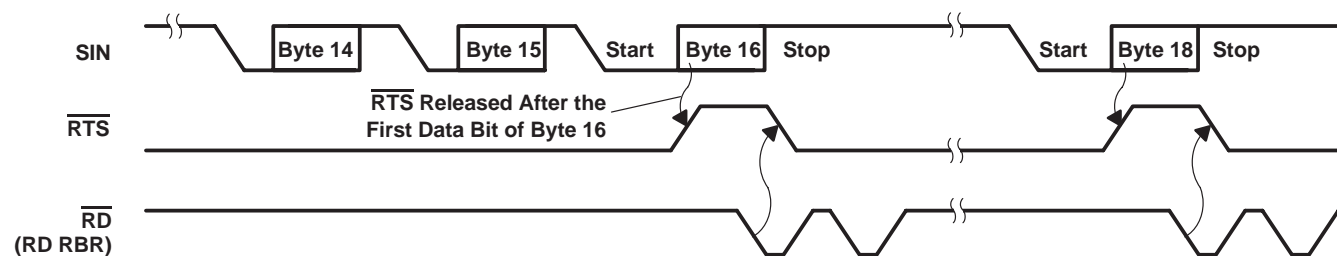 SIN
Byte 14
Byte 15
Start
Byte 16
Stop
Start
Byte 18
Stop
RTS Released After the
First Data Bit of Byte 16
RTS
RD
(RD RBR)